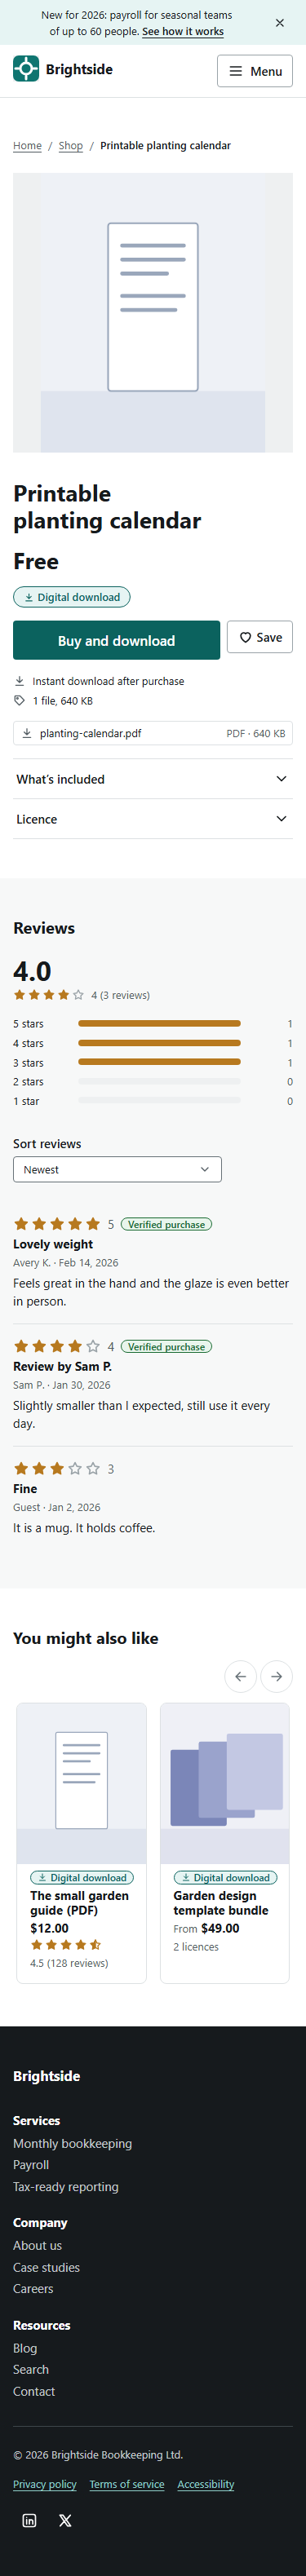 New for 2026: payroll for seasonal teams
of up to 60 people. See how it works
Brightside
Menu
Home / Shop / Printable planting calendar
Printable
planting calendar
Free
Digital download
Buy and download
Save
Instant download after purchase
1 file, 640 KB
planting-calendar.pdf PDF · 640 KB
What's included
Licence
Reviews
4.0
4 (3 reviews)
5 stars 1
4 stars 1
3 stars 1
2 stars 0
1 star 0
Sort reviews
Newest
5 Verified purchase
Lovely weight
Avery K. · Feb 14, 2026
Feels great in the hand and the glaze is even better
in person.
4 Verified purchase
Review by Sam P.
Sam P. · Jan 30, 2026
Slightly smaller than I expected, still use it every
day.
3
Fine
Guest · Jan 2, 2026
It is a mug. It holds coffee.
You might also like
Digital download
The small garden
guide (PDF)
$12.00
4.5 (128 reviews)
Digital download
Garden design
template bundle
From $49.00
2 licences
Brightside
Services
Monthly bookkeeping
Payroll
Tax-ready reporting
Company
About us
Case studies
Careers
Resources
Blog
Search
Contact
© 2026 Brightside Bookkeeping Ltd.
Privacy policy Terms of service Accessibility